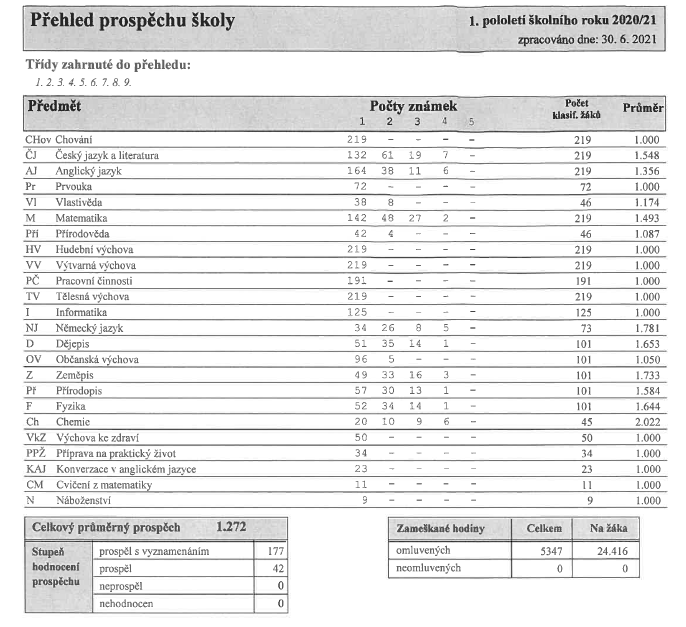 Přehled prospěchu školy
1. pololetí školního roku 2020/21
zpracováno dne: 30. 6. 2021
Třídy zahrnuté do přehledu:
1. 2. 3. 4. 5. 6. 7. 8. 9.
Předmět Počty známek Počet klasif. žáků Průměr
1 2 3 4 5
CHov Chování 219 - - - - 219 1.000
ČJ Český jazyk a literatura 132 61 19 7 - 219 1.548
AJ Anglický jazyk 164 38 11 6 - 219 1.356
Pr Prvouka 72 - - - - 72 1.000
Vl Vlastivěda 38 8 - - - 46 1.174
M Matematika 142 48 27 2 - 219 1.493
Pří Přírodověda 42 4 - - - 46 1.087
HV Hudební výchova 219 - - - - 219 1.000
VV Výtvarná výchova 219 - - - - 219 1.000
PČ Pracovní činnosti 191 - - - - 191 1.000
TV Tělesná výchova 219 - - - - 219 1.000
I Informatika 125 - - - - 125 1.000
NJ Německý jazyk 34 26 8 5 - 73 1.781
D Dějepis 51 35 14 1 - 101 1.653
OV Občanská výchova 96 5 - - - 101 1.050
Z Zeměpis 49 33 16 3 - 101 1.733
Př Přírodopis 57 30 13 1 - 101 1.584
F Fyzika 52 34 14 1 - 101 1.644
Ch Chemie 20 10 9 6 - 45 2.022
VkZ Výchova ke zdraví 50 - - - - 50 1.000
PPŽ Příprava na praktický život 34 - - - - 34 1.000
KAJ Konverzace v anglickém jazyce 23 - - - - 23 1.000
CM Cvičení z matematiky 11 - - - - 11 1.000
N Náboženství 9 - - - - 9 1.000
Celkový průměrný prospěch 1.272
Stupeň hodnocení prospěchu
prospěl s vyznamenáním 177
prospěl 42
neprospěl 0
nehodnocen 0
Zameškané hodiny Celkem Na žáka
omluvených 5347 24.416
neomluvených 0 0